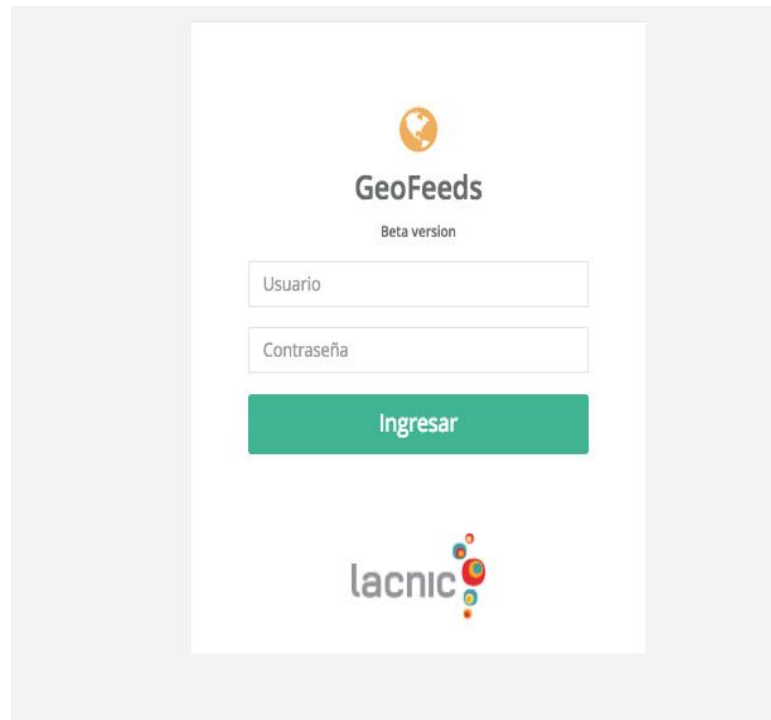 GeoFeeds
Beta version
Usuario
Contraseña
Ingresar
lacnic